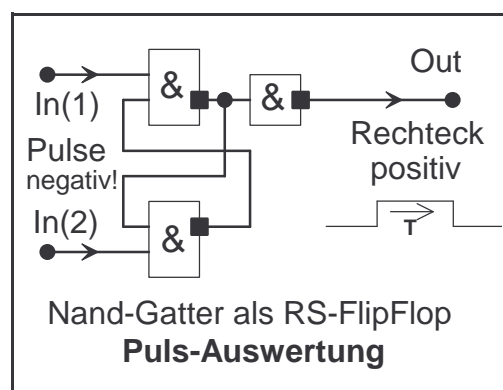 &
&
Out
In(1)
Pulse
negativ!
Rechteck
positiv
In(2)
&
T
Nand-Gatter als RS-FlipFlop
Puls-Auswertung